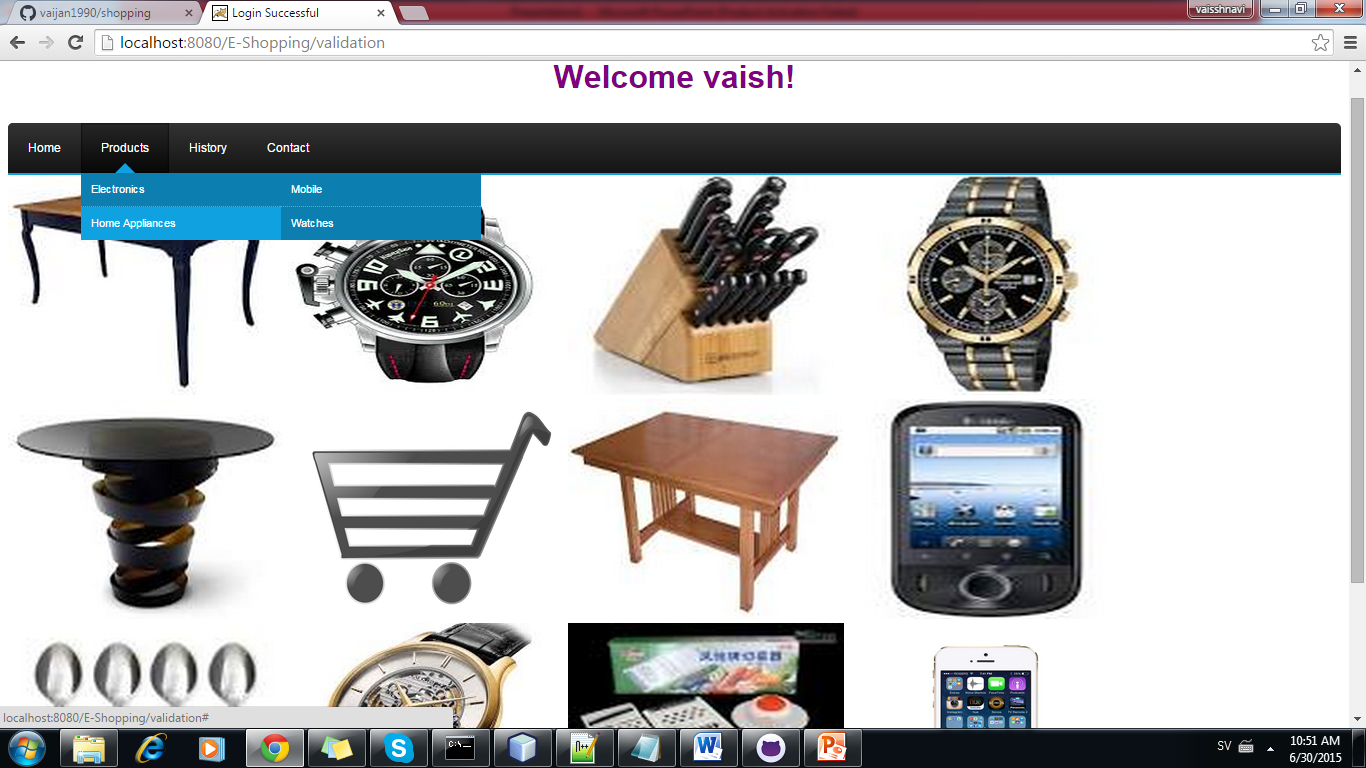 vaijan1990/shopping
Login Successful
vaisshnavi
localhost:8080/E-Shopping/validation
Welcome vaish!
Home
Products
History
Contact
Electronics
Mobile
Home Appliances
Watches
localhost:8080/E-Shopping/validation#
SV
10:51 AM
6/30/2015